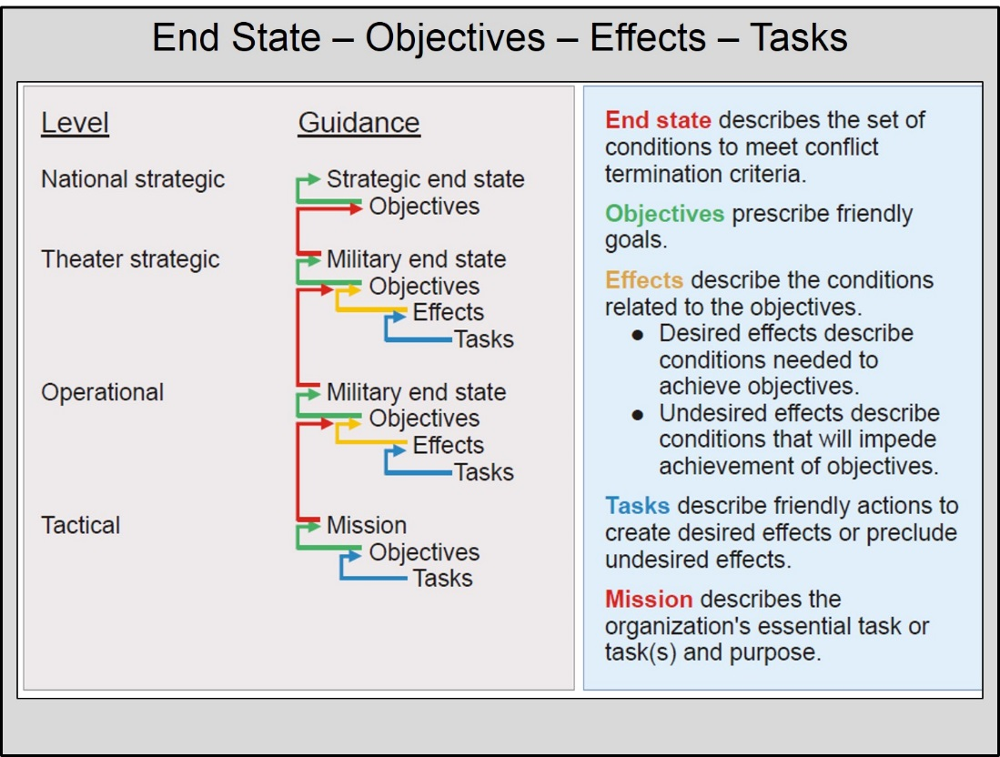 End State – Objectives – Effects – Tasks
Level
Guidance
National strategic
Strategic end state
Objectives
Theater strategic
Military end state
Objectives
Effects
Tasks
Operational
Military end state
Objectives
Effects
Tasks
Tactical
Mission
Objectives
Tasks
End state describes the set of
conditions to meet conflict
termination criteria.
Objectives prescribe friendly
goals.
Effects describe the conditions
related to the objectives.
● Desired effects describe
conditions needed to
achieve objectives.
● Undesired effects describe
conditions that will impede
achievement of objectives.
Tasks describe friendly actions to
create desired effects or preclude
undesired effects.
Mission describes the
organization's essential task or
task(s) and purpose.